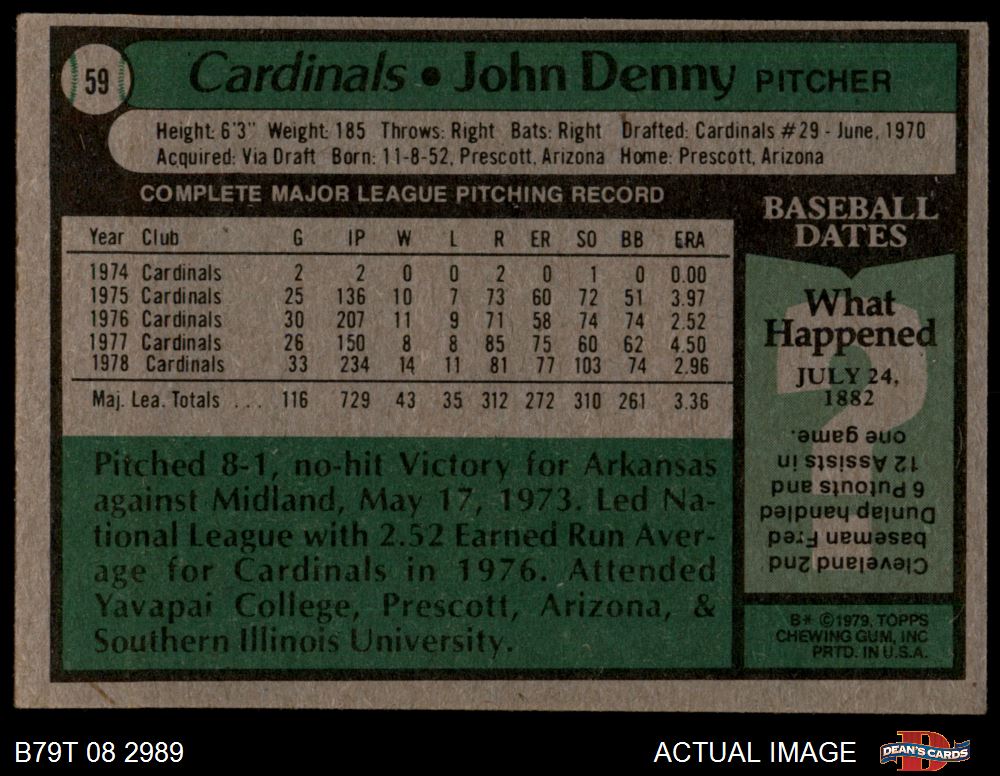 59
Cardinals • John Denny PITCHER
Height: 6'3" Weight: 185 Throws: Right Bats: Right Drafted: Cardinals #29 - June, 1970
Acquired: Via Draft Born: 11-8-52, Prescott, Arizona Home: Prescott, Arizona
COMPLETE MAJOR LEAGUE PITCHING RECORD
Year Club G IP W L R ER SO BB ERA
1974 Cardinals 2 2 0 0 2 0 1 0 0.00
1975 Cardinals 25 136 10 7 73 60 72 51 3.97
1976 Cardinals 30 207 11 9 71 58 74 74 2.52
1977 Cardinals 26 150 8 8 85 75 60 62 4.50
1978 Cardinals 33 234 14 11 81 77 103 74 2.96
Maj. Lea. Totals ... 116 729 43 35 312 272 310 261 3.36
Pitched 8-1, no-hit Victory for Arkansas
against Midland, May 17, 1973. Led Na-
tional League with 2.52 Earned Run Aver-
age for Cardinals in 1976. Attended
Yavapai College, Prescott, Arizona, &
Southern Illinois University.
BASEBALL
DATES
What
Happened
JULY 24,
1882
?
Cleveland 2nd
baseman Fred
Dunlap handled
6 Putouts and
12 Assists in
one game.
B* ©1979, TOPPS
CHEWING GUM, INC
PRTD. IN U.S.A.
B79T 08 2989
ACTUAL IMAGE
D
DEAN'S CARDS